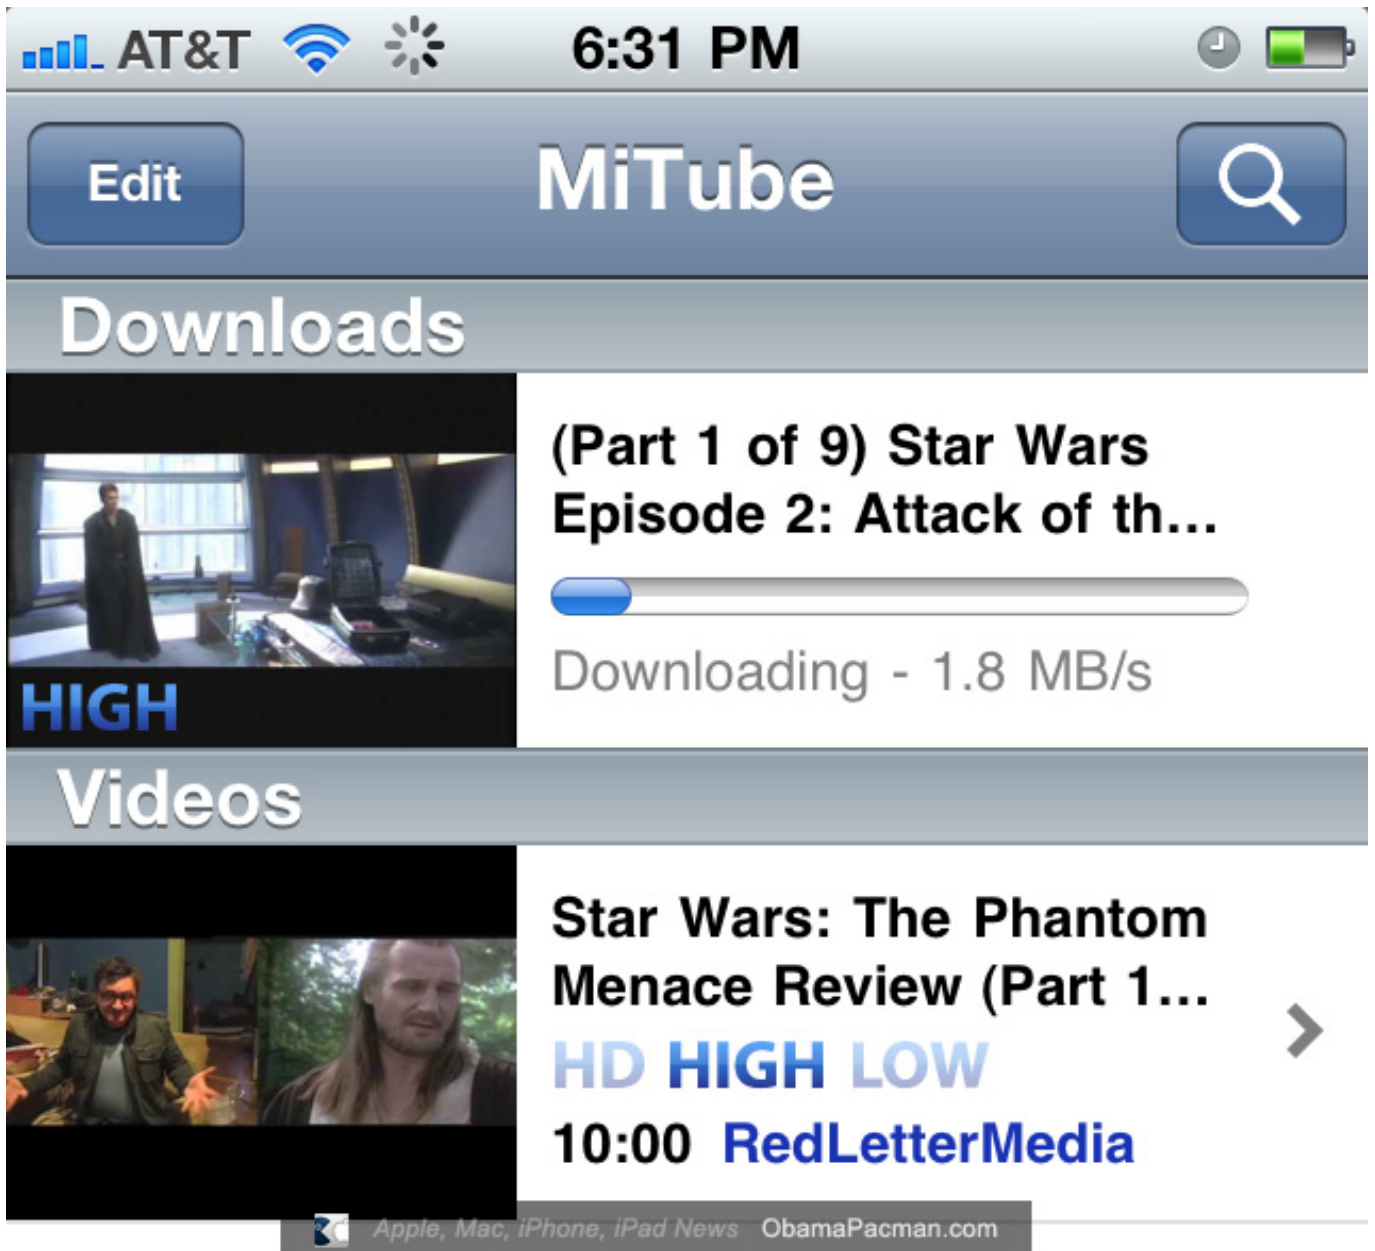 AT&T 6:31 PM
Edit MiTube
Downloads
(Part 1 of 9) Star Wars
Episode 2: Attack of th...
Downloading - 1.8 MB/s
HIGH
Videos
Star Wars: The Phantom
Menace Review (Part 1...
HD HIGH LOW
10:00 RedLetterMedia
Apple, Mac, iPhone, iPad News ObamaPacman.com